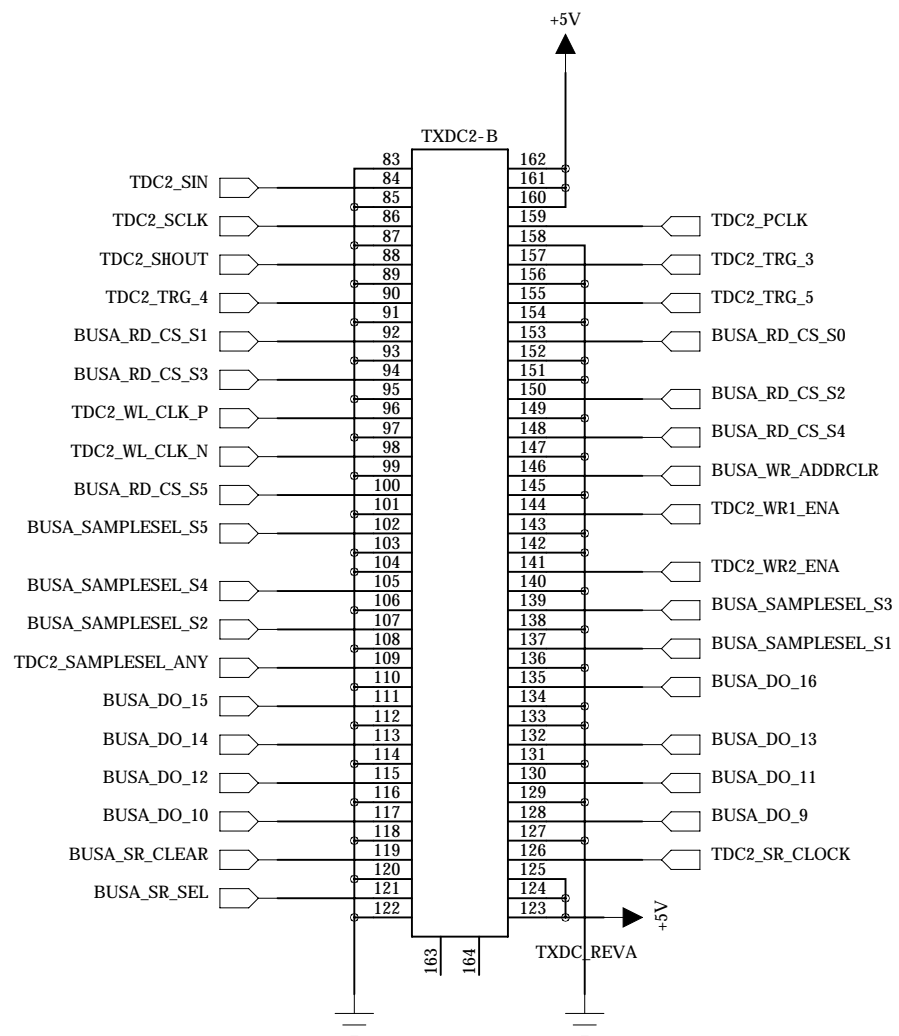 +5V
TXDC2-B
83 162
TDC2_SIN 84 161
85 160
TDC2_SCLK 86 159 TDC2_PCLK
87 158
TDC2_SHOUT 88 157 TDC2_TRG_3
89 156
TDC2_TRG_4 90 155 TDC2_TRG_5
91 154
BUSA_RD_CS_S1 92 153 BUSA_RD_CS_S0
93 152
BUSA_RD_CS_S3 94 151
95 150 BUSA_RD_CS_S2
TDC2_WL_CLK_P 96 149
97 148 BUSA_RD_CS_S4
TDC2_WL_CLK_N 98 147
99 146 BUSA_WR_ADDRCLR
BUSA_RD_CS_S5 100 145
101 144 TDC2_WR1_ENA
BUSA_SAMPLESEL_S5 102 143
103 142
104 141 TDC2_WR2_ENA
BUSA_SAMPLESEL_S4 105 140
106 139 BUSA_SAMPLESEL_S3
BUSA_SAMPLESEL_S2 107 138
108 137 BUSA_SAMPLESEL_S1
TDC2_SAMPLESEL_ANY 109 136
110 135 BUSA_DO_16
BUSA_DO_15 111 134
112 133
BUSA_DO_14 113 132 BUSA_DO_13
114 131
BUSA_DO_12 115 130 BUSA_DO_11
116 129
BUSA_DO_10 117 128 BUSA_DO_9
118 127
BUSA_SR_CLEAR 119 126 TDC2_SR_CLOCK
120 125
BUSA_SR_SEL 121 124
122 123 +5V
163 164 TXDC_REVA